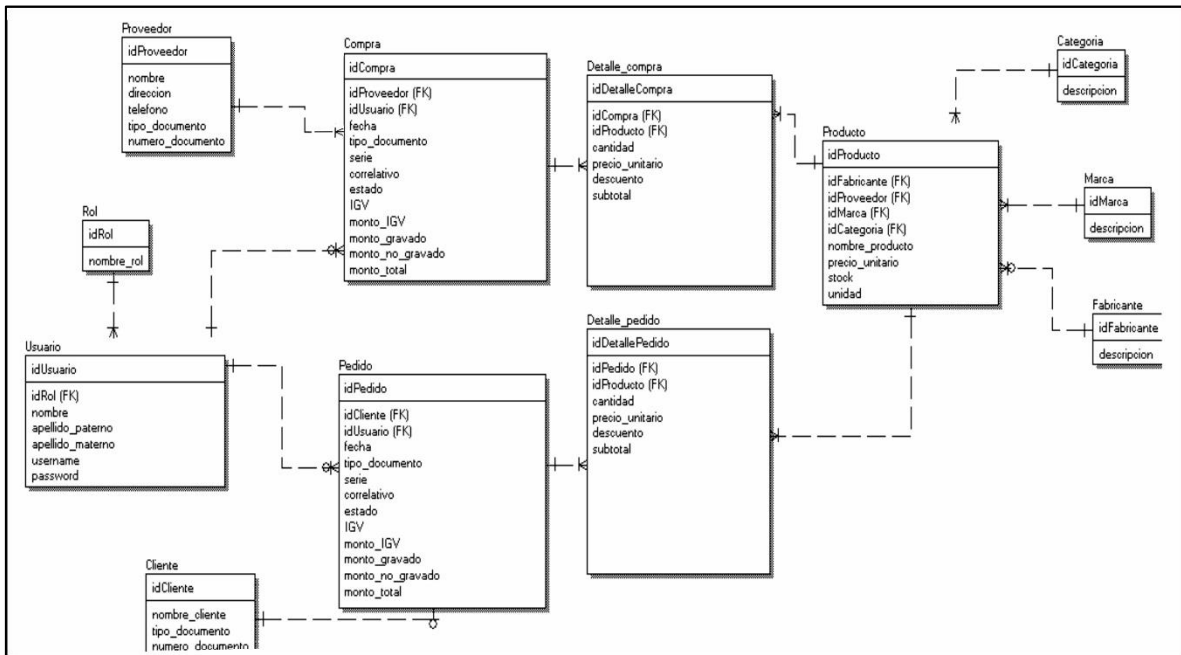 Proveedor
idProveedor
nombre
direccion
telefono
tipo_documento
numero_documento
Compra
idCompra
idProveedor (FK)
idUsuario (FK)
fecha
tipo_documento
serie
correlativo
estado
IGV
monto_IGV
monto_gravado
monto_no_gravado
monto_total
Detalle_compra
idDetalleCompra
idCompra (FK)
idProducto (FK)
cantidad
precio_unitario
descuento
subtotal
Categoria
idCategoria
descripcion
Producto
idProducto
idFabricante (FK)
idProveedor (FK)
idMarca (FK)
idCategoria (FK)
nombre_producto
precio_unitario
stock
unidad
Marca
idMarca
descripcion
Fabricante
idFabricante
descripcion
Rol
idRol
nombre_rol
Usuario
idUsuario
idRol (FK)
nombre
apellido_paterno
apellido_materno
username
password
Pedido
idPedido
idCliente (FK)
idUsuario (FK)
fecha
tipo_documento
serie
correlativo
estado
IGV
monto_IGV
monto_gravado
monto_no_gravado
monto_total
Detalle_pedido
idDetallePedido
idPedido (FK)
idProducto (FK)
cantidad
precio_unitario
descuento
subtotal
Cliente
idCliente
nombre_cliente
tipo_documento
numero_documento